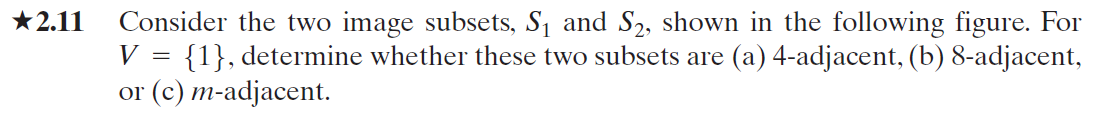 ★2.11 Consider the two image subsets, S₁ and S₂, shown in the following figure. For
V = {1}, determine whether these two subsets are (a) 4-adjacent, (b) 8-adjacent,
or (c) m-adjacent.